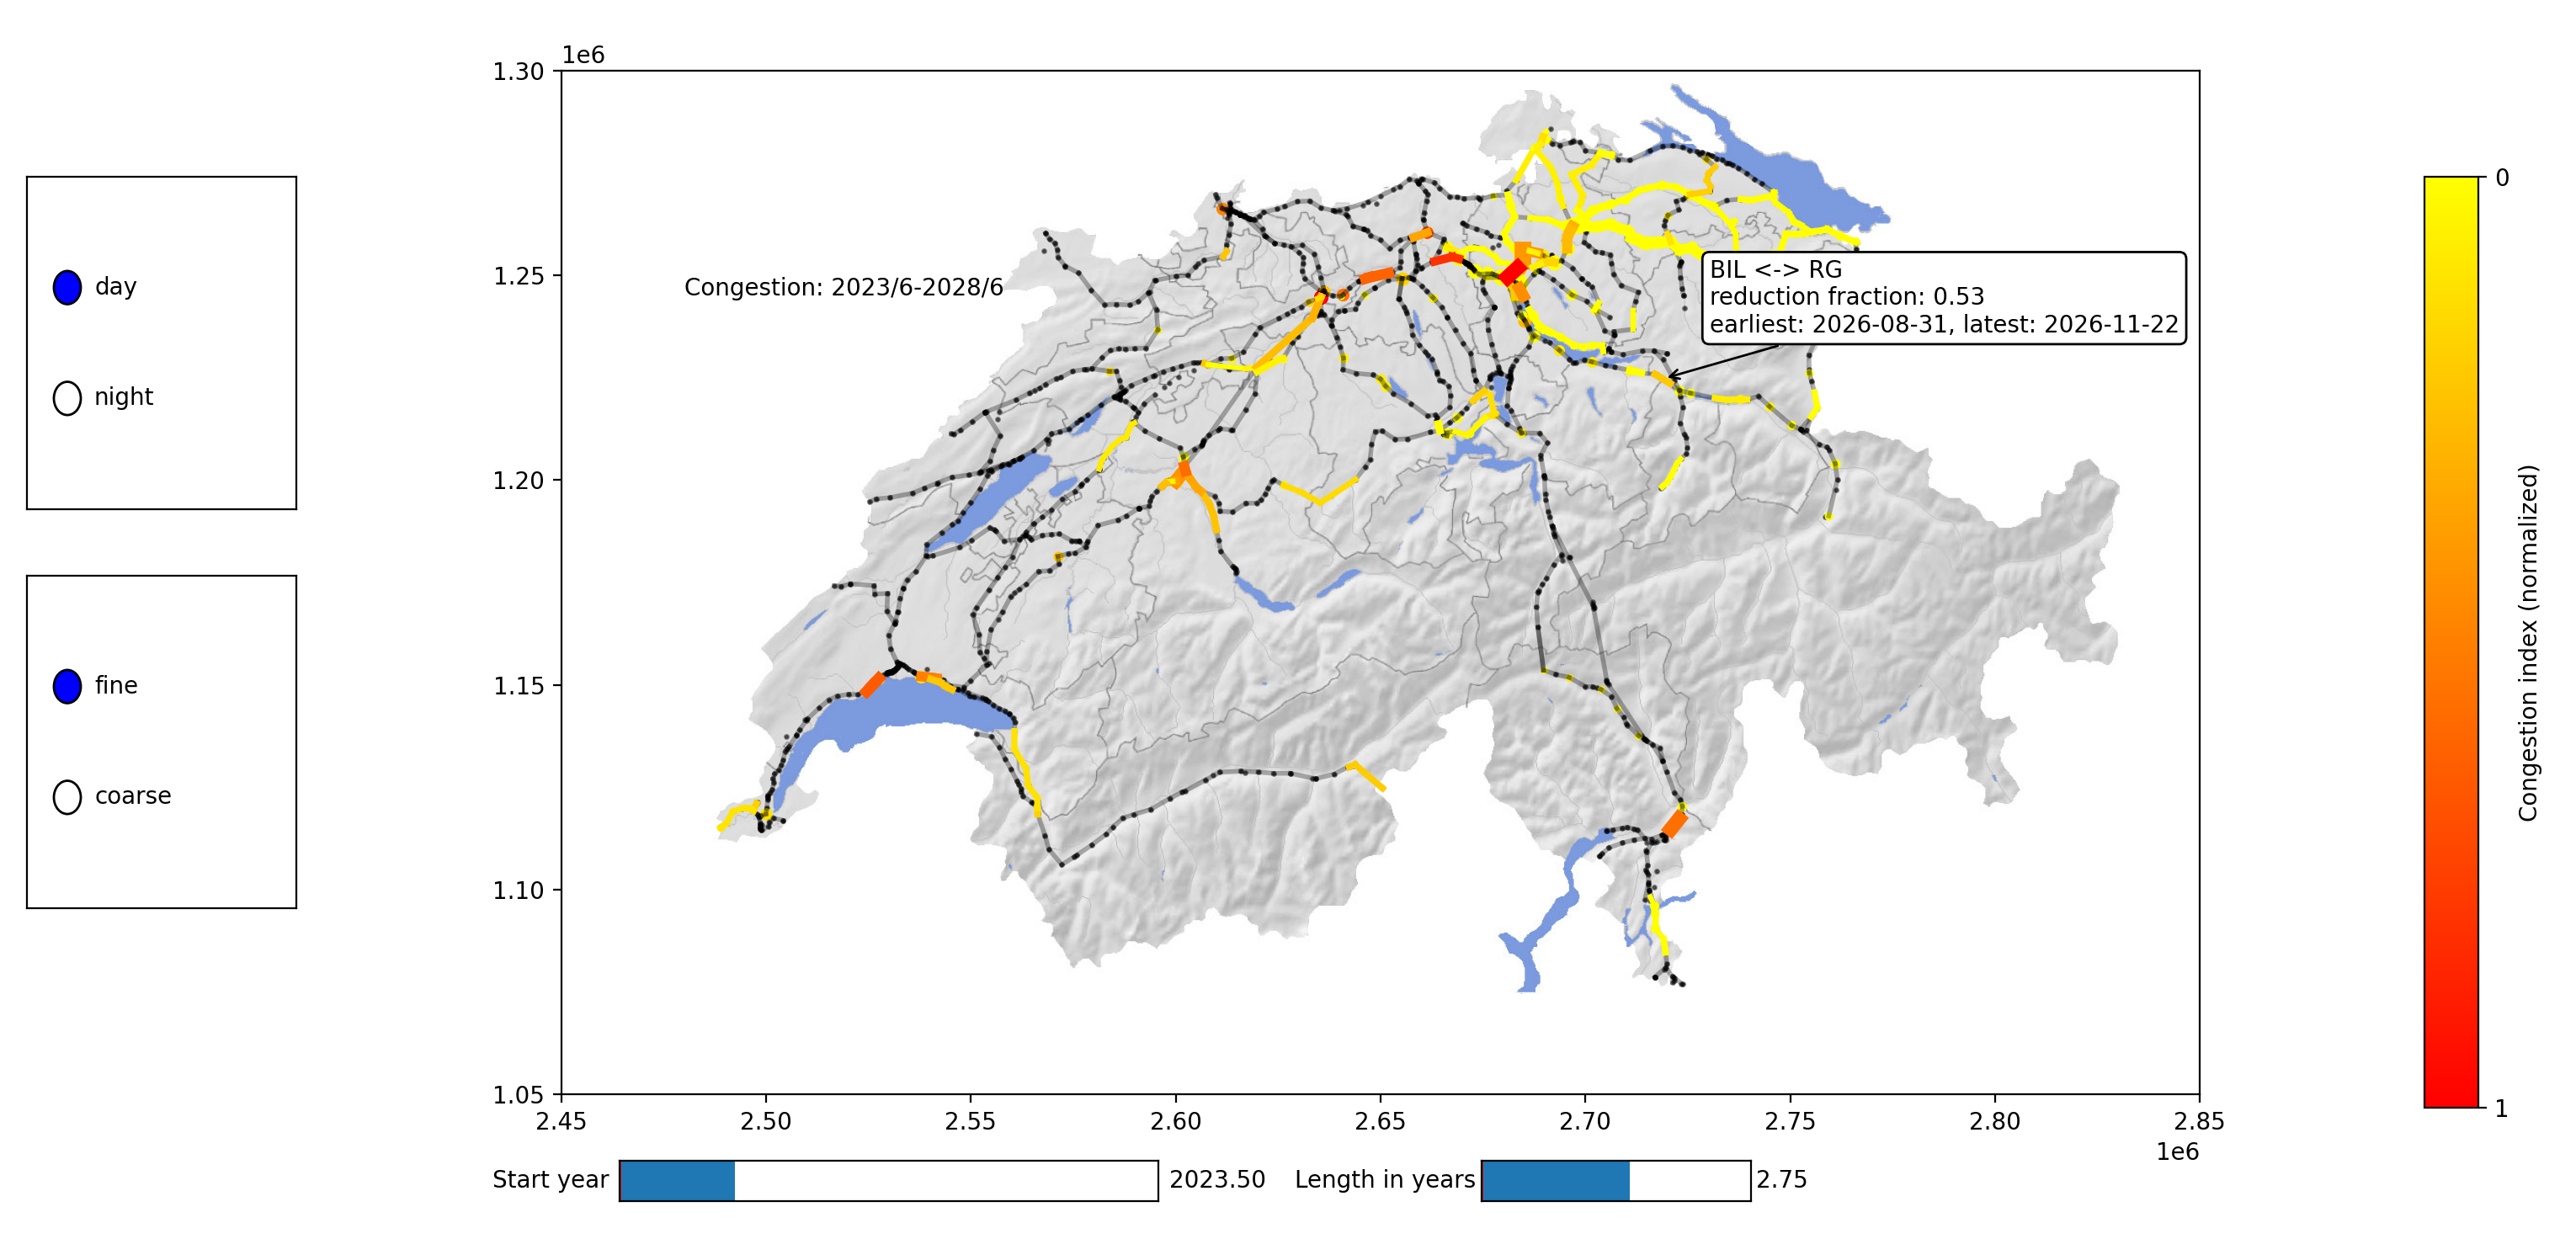 1e6
1.30
1.25
1.20
1.15
1.10
1.05
2.45 2.50 2.55 2.60 2.65 2.70 2.75 2.80 2.85
1e6
day
night
fine
coarse
Congestion: 2023/6-2028/6
BIL <-> RG
reduction fraction: 0.53
earliest: 2026-08-31, latest: 2026-11-22
0
1
Congestion index (normalized)
Start year 2023.50
Length in years 2.75